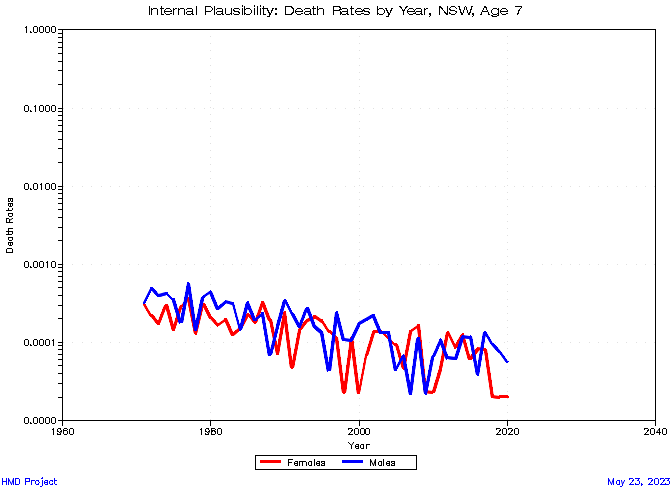 Internal Plausibility: Death Rates by Year, NSW, Age 7
1.0000
0.1000
0.0100
0.0010
0.0001
0.0000
Death Rates
1960
1980
2000
2020
2040
Year
Females
Males
HMD Project
May 23, 2023